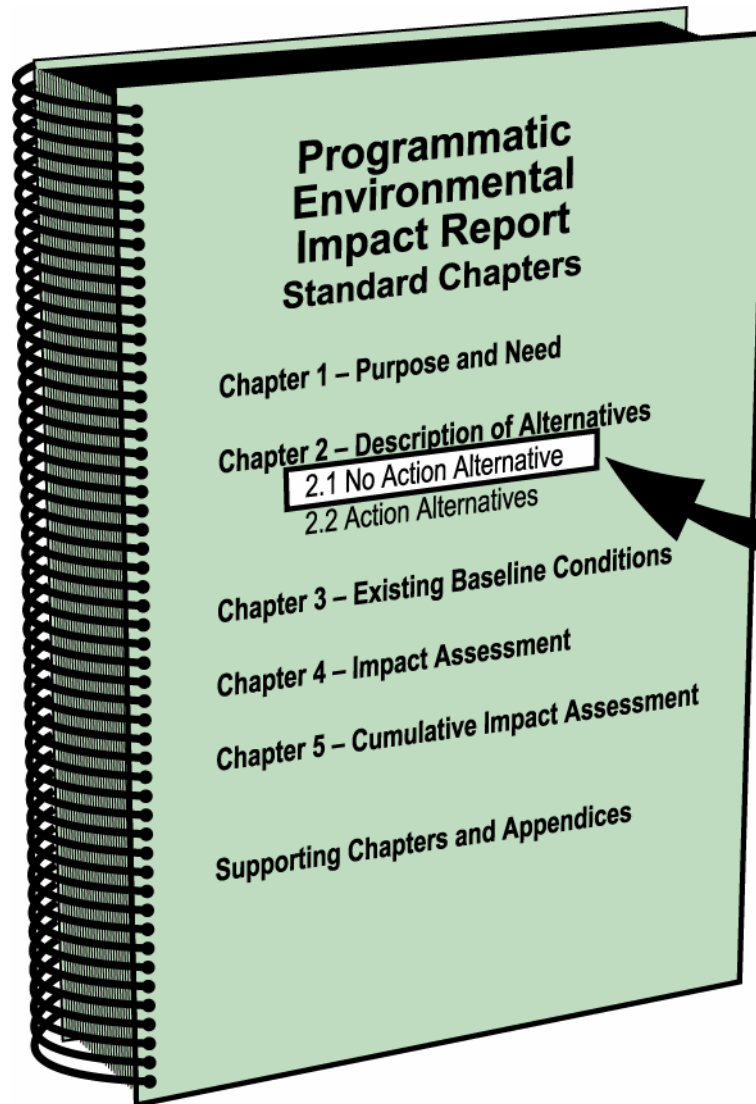 Programmatic
Environmental
Impact Report
Standard Chapters
Chapter 1 – Purpose and Need
Chapter 2 – Description of Alternatives
2.1 No Action Alternative
2.2 Action Alternatives
Chapter 3 – Existing Baseline Conditions
Chapter 4 – Impact Assessment
Chapter 5 – Cumulative Impact Assessment
Supporting Chapters and Appendices